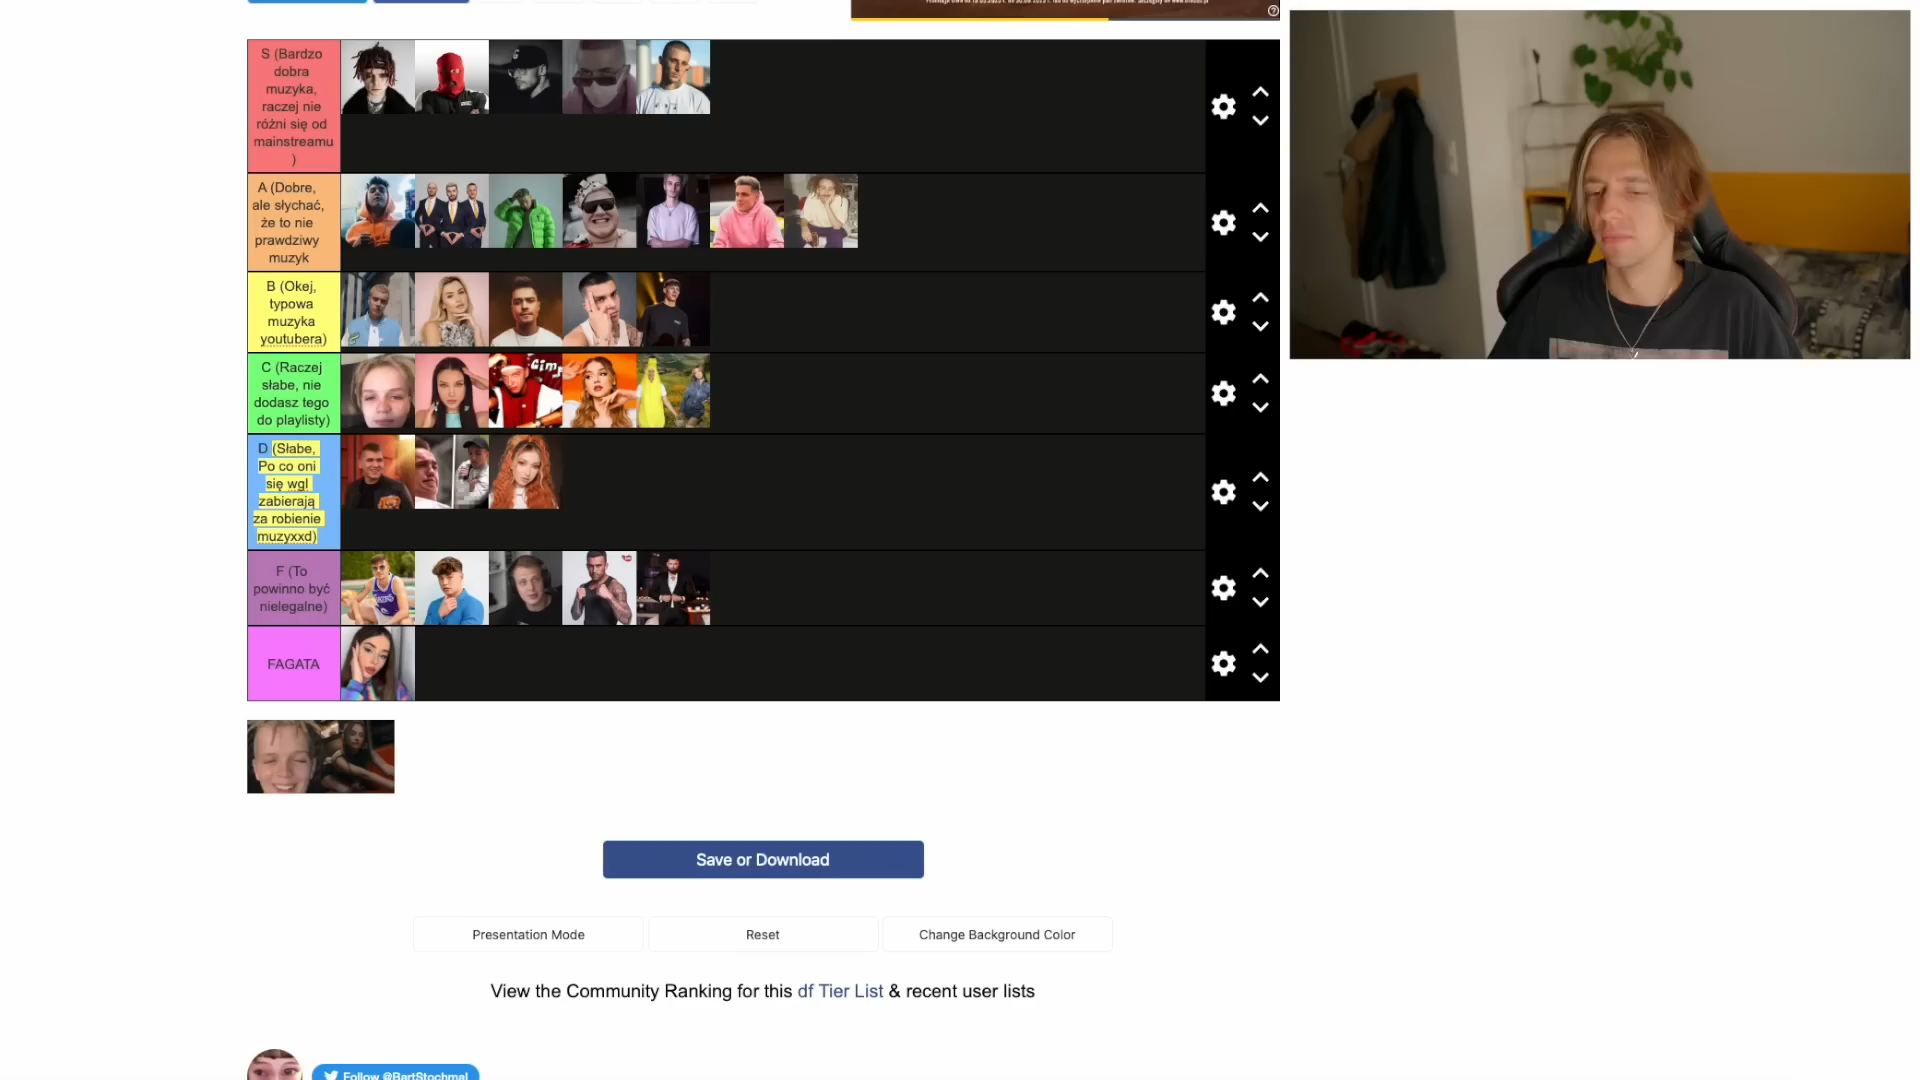 S (Bardzo
dobra
muzyka,
raczej nie
różni się od
mainstreamu
)
A (Dobre,
ale słychać,
że to nie
prawdziwy
muzyk
B (Okej,
typowa
muzyka
youtubera)
C (Raczej
słabe, nie
dodasz tego
do playlisty)
Gimp
D (Słabe,
Po co oni
się wgl
zabierają
za robienie
muzyxxd)
F (To
powinno być
nielegalne)
FAGATA
Save or Download
Presentation Mode
Reset
Change Background Color
View the Community Ranking for this df Tier List & recent user lists
Follow @BartStochmal